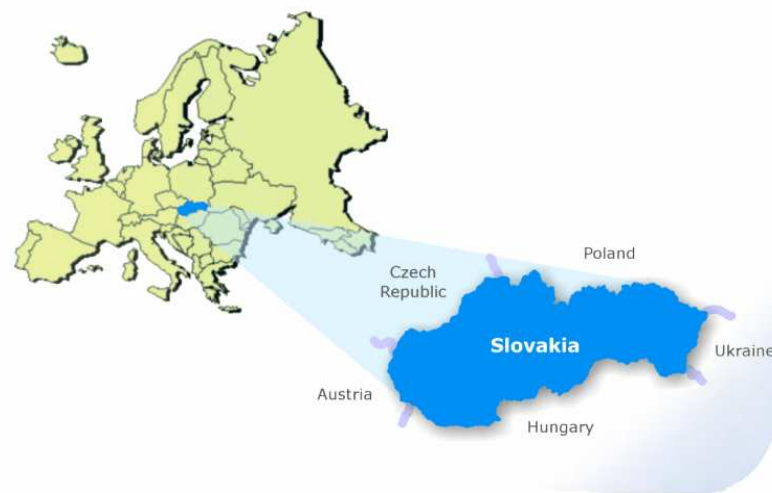 Poland
Czech
Republic
Slovakia
Ukraine
Austria
Hungary